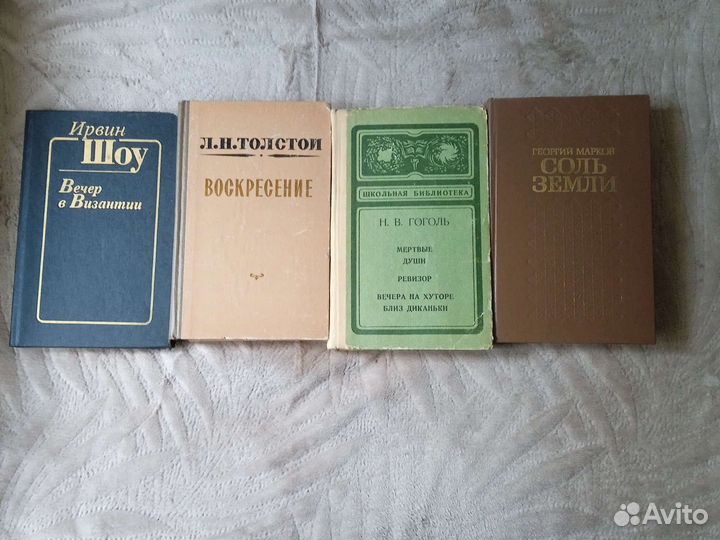 Ирвин
Шоу
Вечер
в Византии
Л.Н.ТОЛСТОЙ
ВОСКРЕСЕНИЕ
ШКОЛЬНАЯ БИБЛИОТЕКА
Н. В. ГОГОЛЬ
МЕРТВЫЕ
ДУШИ
РЕВИЗОР
ВЕЧЕРА НА ХУТОРЕ
БЛИЗ ДИКАНЬКИ
ГЕОРГИЙ МАРКОВ
СОЛЬ
ЗЕМЛИ
Avito